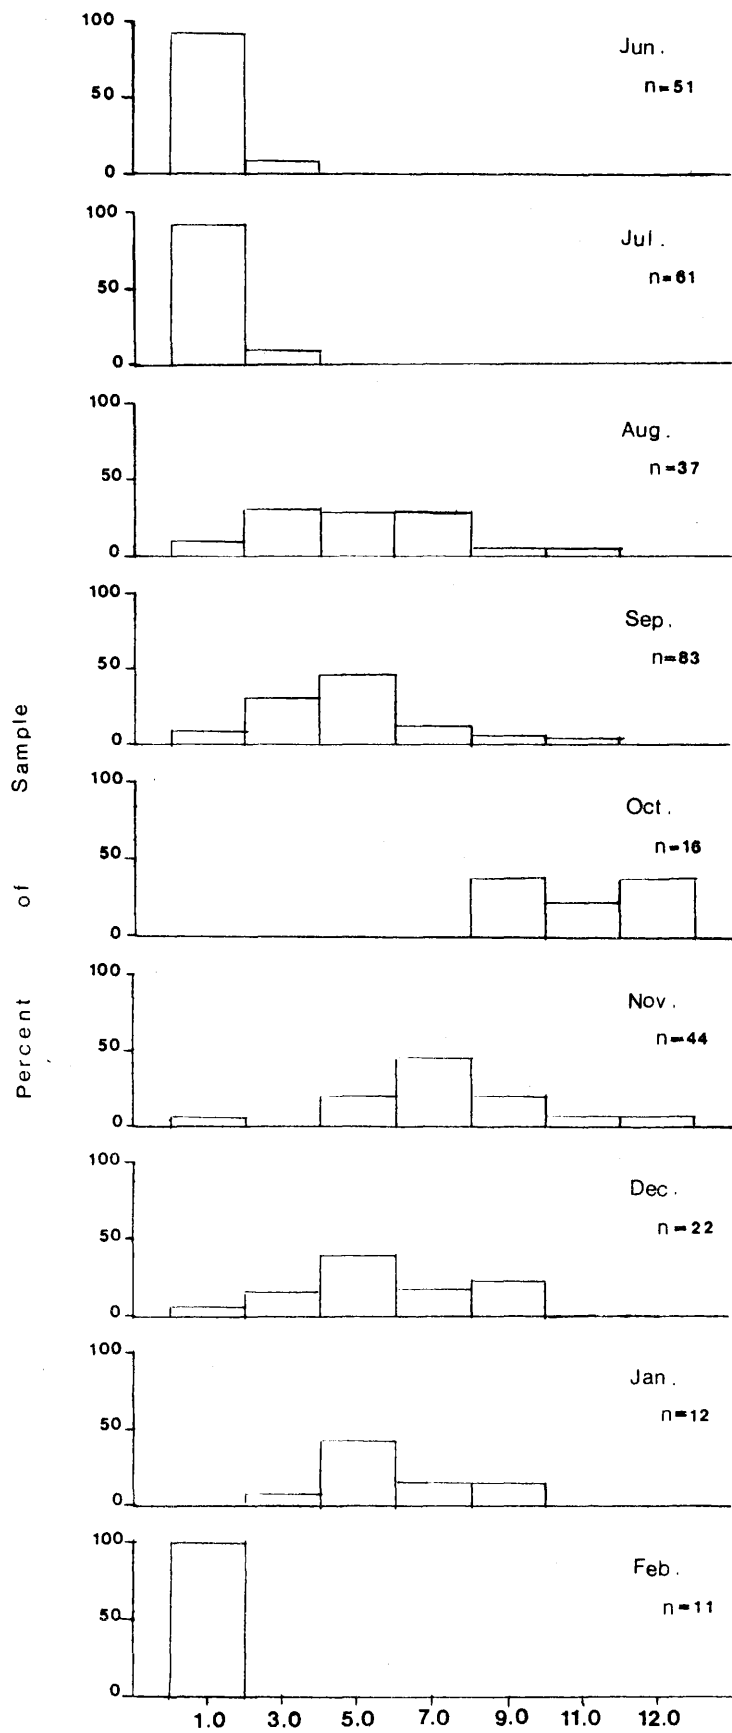 Percent of Sample
100
50
0
Jun.
n=51
100
50
0
Jul.
n=61
100
50
0
Aug.
n=37
100
50
0
Sep.
n=83
100
50
0
Oct.
n=16
100
50
0
Nov.
n=44
100
50
0
Dec.
n=22
100
50
0
Jan.
n=12
100
50
0
Feb.
n=11
1.0 3.0 5.0 7.0 9.0 11.0 12.0